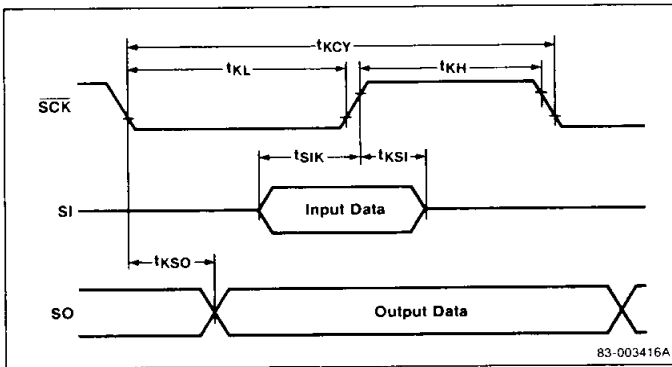 tKCY
tKL
tKH
SCK
tSIK
tKSI
SI
Input Data
tKSO
SO
Output Data
83-003416A